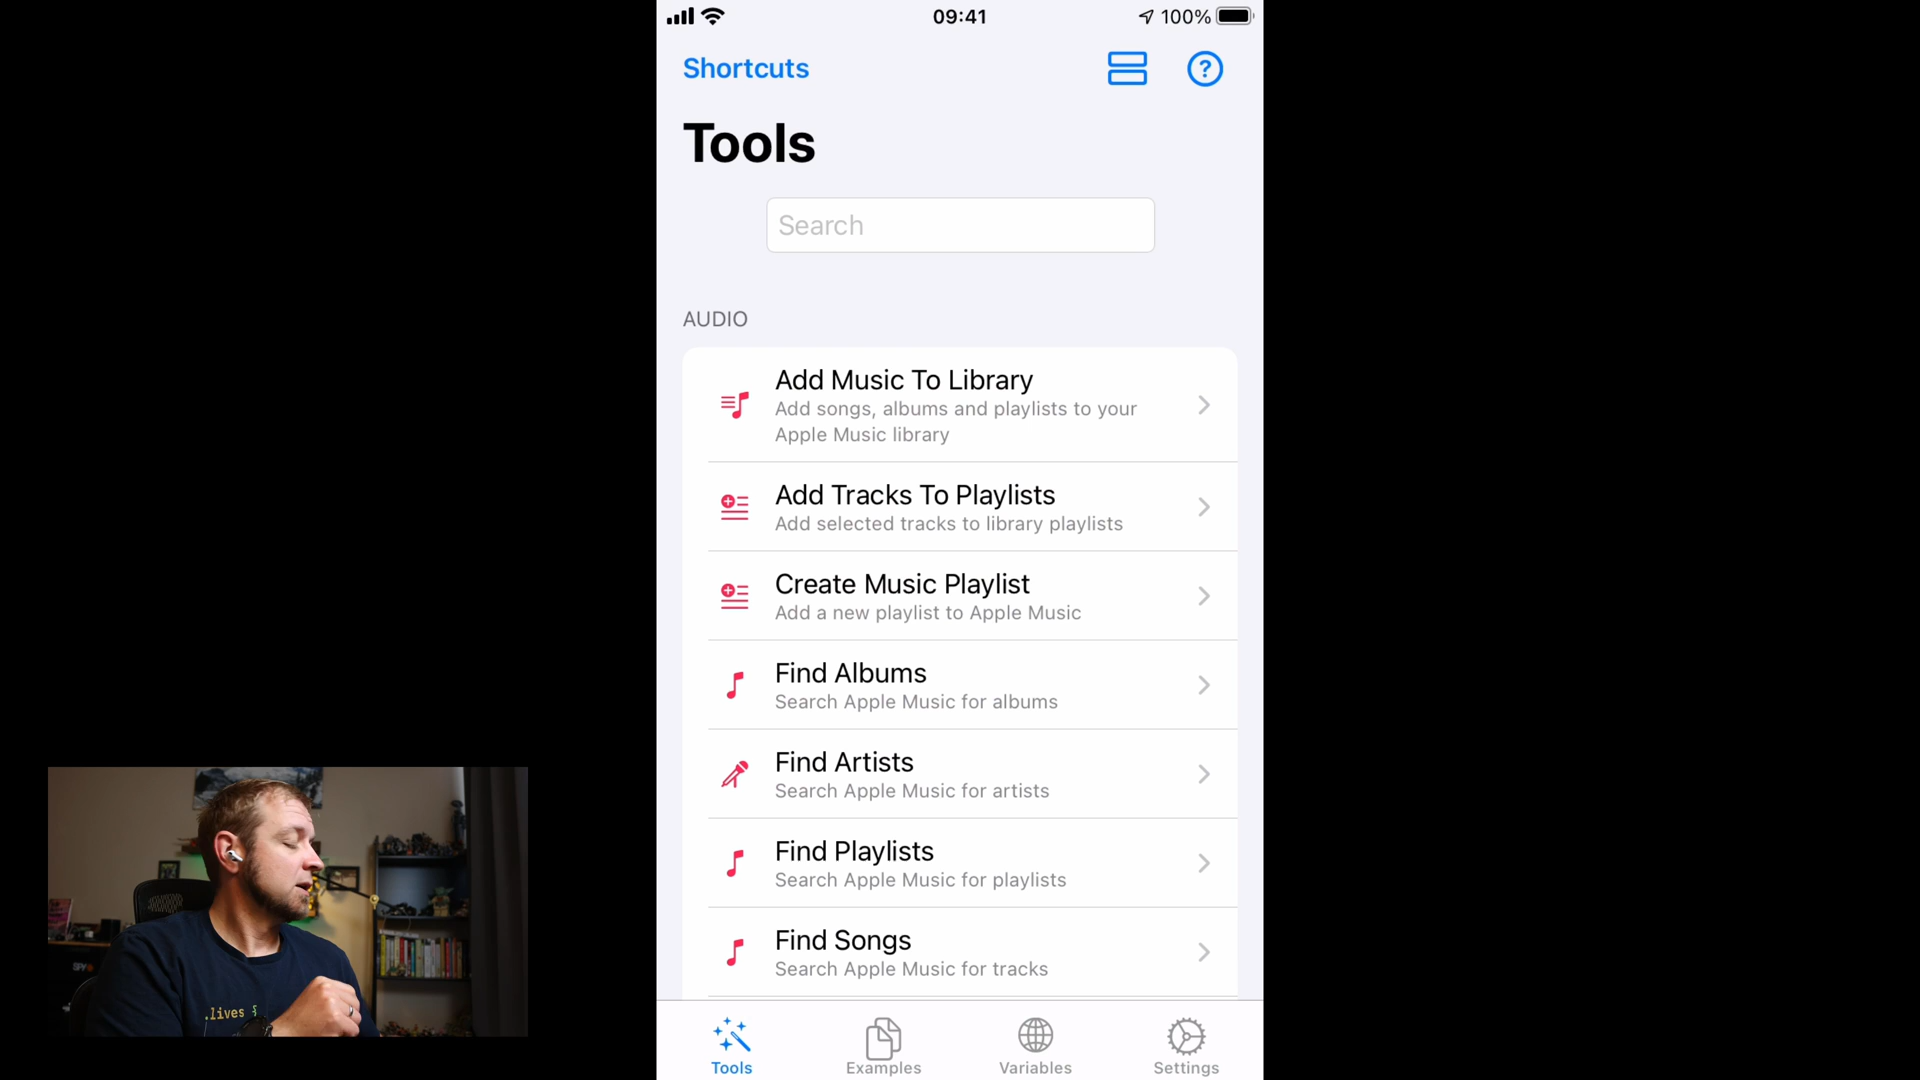 09:41
100%
Shortcuts
?
Tools
Search
AUDIO
Add Music To Library
Add songs, albums and playlists to your
Apple Music library
Add Tracks To Playlists
Add selected tracks to library playlists
Create Music Playlist
Add a new playlist to Apple Music
Find Albums
Search Apple Music for albums
Find Artists
Search Apple Music for artists
Find Playlists
Search Apple Music for playlists
Find Songs
Search Apple Music for tracks
Tools
Examples
Variables
Settings
.lives {